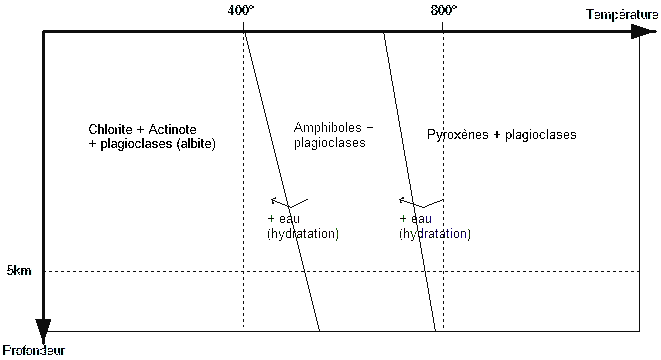 400°
800°
Température
Chlorite + Actinote
+ plagioclases (albite)
Amphiboles –
plagioclases
Pyroxènes + plagioclases
+ eau
(hydratation)
+ eau
(hydratation)
5km
Profondeur